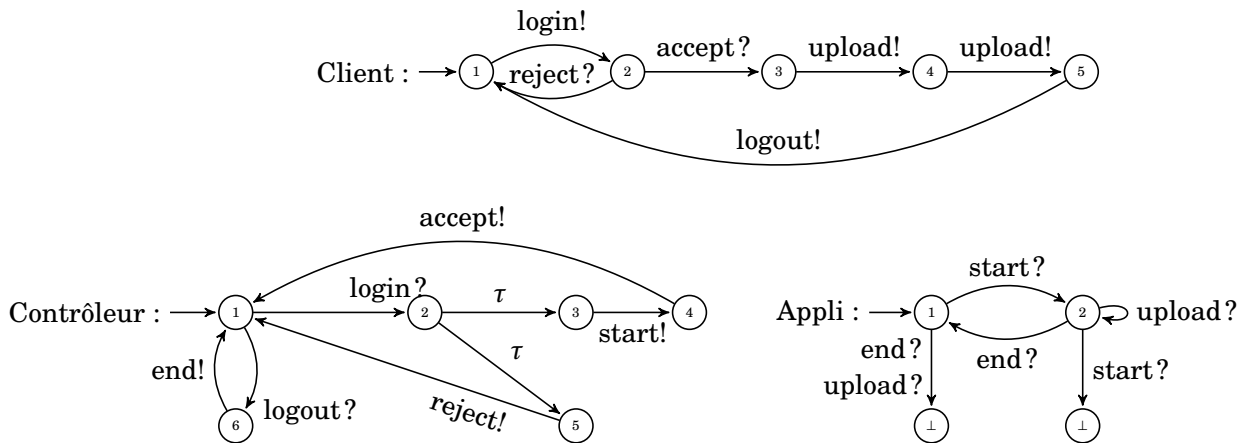 login!
Client : 1 reject? 2 accept? 3 upload! 4 upload! 5
logout!
accept!
Contrôleur : 1 login? 2 τ 3 start! 4
τ
end! logout? reject!
6 5
start?
Appli : 1 2 upload?
end? end?
upload? start?
⊥ ⊥